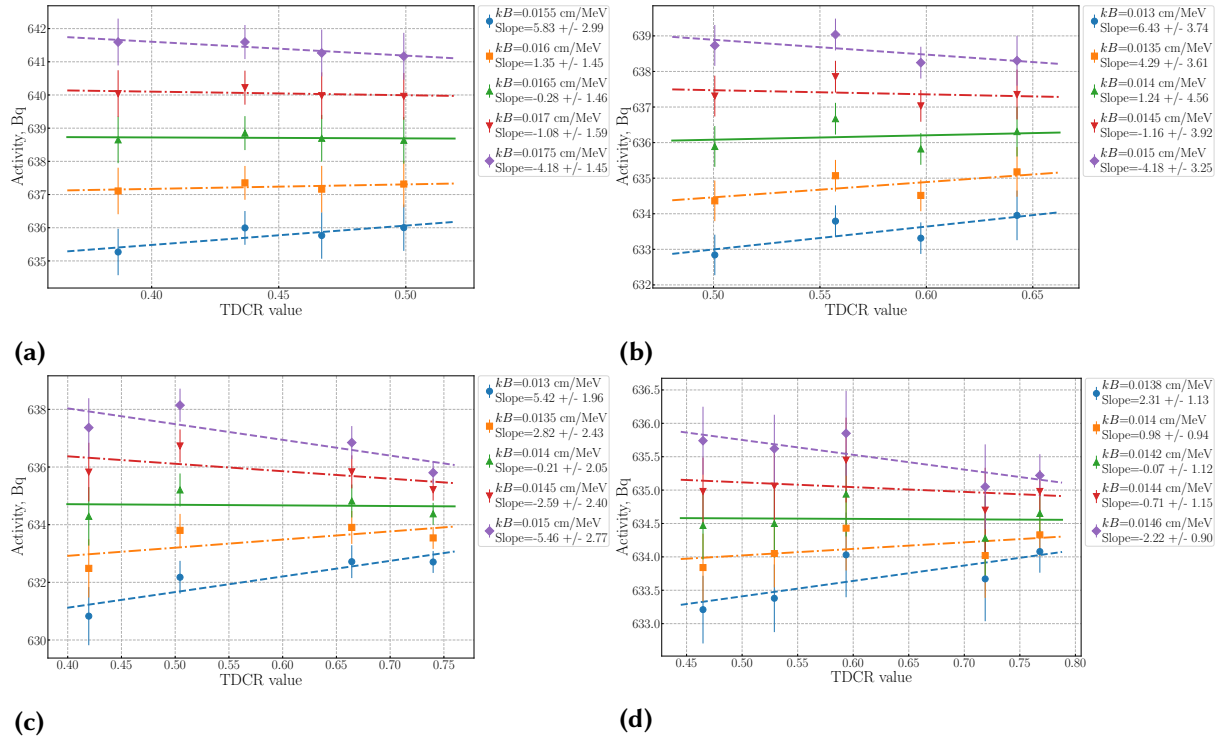 642
641
640
639
638
637
636
635
Activity, Bq
0.40
0.45
0.50
TDCR value
kB=0.0155 cm/MeV
Slope=5.83 +/- 2.99
kB=0.016 cm/MeV
Slope=1.35 +/- 1.45
kB=0.0165 cm/MeV
Slope=-0.28 +/- 1.46
kB=0.017 cm/MeV
Slope=-1.08 +/- 1.59
kB=0.0175 cm/MeV
Slope=-4.18 +/- 1.45
(a)
639
638
637
636
635
634
633
632
Activity, Bq
0.50
0.55
0.60
0.65
TDCR value
kB=0.013 cm/MeV
Slope=6.43 +/- 3.74
kB=0.0135 cm/MeV
Slope=4.29 +/- 3.61
kB=0.014 cm/MeV
Slope=1.24 +/- 4.56
kB=0.0145 cm/MeV
Slope=-1.16 +/- 3.92
kB=0.015 cm/MeV
Slope=-4.18 +/- 3.25
(b)
638
636
634
632
630
Activity, Bq
0.40
0.45
0.50
0.55
0.60
0.65
0.70
0.75
TDCR value
kB=0.013 cm/MeV
Slope=5.42 +/- 1.96
kB=0.0135 cm/MeV
Slope=2.82 +/- 2.43
kB=0.014 cm/MeV
Slope=-0.21 +/- 2.05
kB=0.0145 cm/MeV
Slope=-2.59 +/- 2.40
kB=0.015 cm/MeV
Slope=-5.46 +/- 2.77
(c)
636.5
636.0
635.5
635.0
634.5
634.0
633.5
633.0
Activity, Bq
0.45
0.50
0.55
0.60
0.65
0.70
0.75
0.80
TDCR value
kB=0.0138 cm/MeV
Slope=2.31 +/- 1.13
kB=0.014 cm/MeV
Slope=0.98 +/- 0.94
kB=0.0142 cm/MeV
Slope=-0.07 +/- 1.12
kB=0.0144 cm/MeV
Slope=-0.71 +/- 1.15
kB=0.0146 cm/MeV
Slope=-2.22 +/- 0.90
(d)